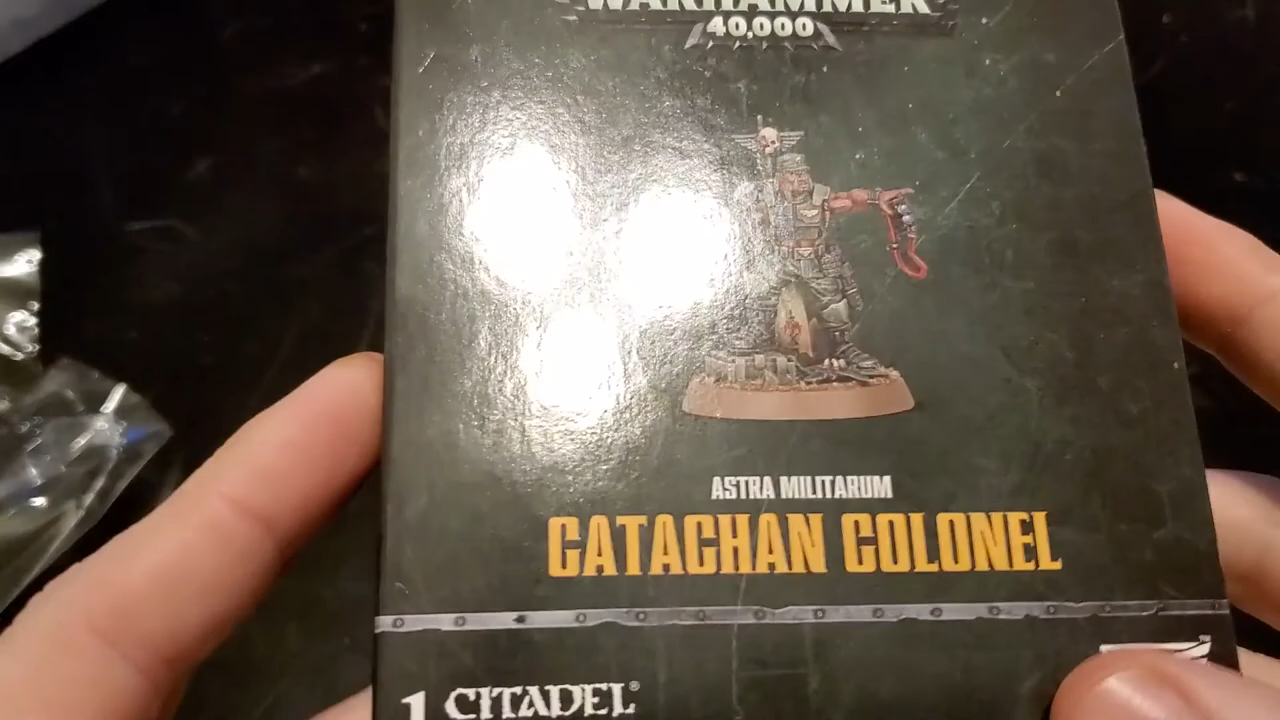 WARHAMMER
40,000
ASTRA MILITARUM
CATACHAN COLONEL
1 CITADEL®